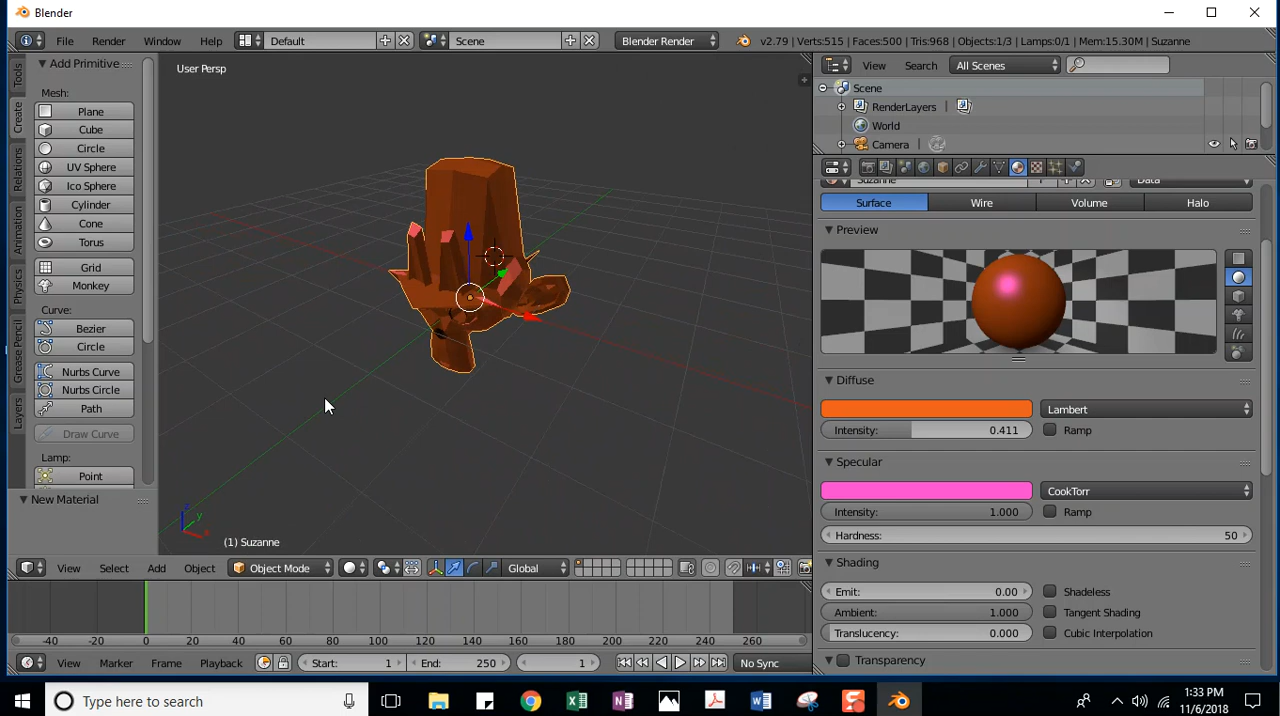 Blender
File Render Window Help Default Scene Blender Render v2.79 | Verts:515 | Faces:500 | Tris:968 | Objects:1/3 | Lamps:0/1 | Mem:15.30M | Suzanne
Tools
Create
Relations
Animation
Physics
Grease Pencil
Layers
Add Primitive
Mesh:
Plane
Cube
Circle
UV Sphere
Ico Sphere
Cylinder
Cone
Torus
Grid
Monkey
Curve:
Bezier
Circle
Nurbs Curve
Nurbs Circle
Path
Draw Curve
Lamp:
Point
New Material
User Persp
z
y
x
(1) Suzanne
View Select Add Object Object Mode Global
-40 -20 0 20 40 60 80 100 120 140 160 180 200 220 240 260
View Marker Frame Playback Start: 1 End: 250 1 No Sync
View Search All Scenes
Scene
RenderLayers |
World
Camera |
Suzanne Data
Surface Wire Volume Halo
Preview
Diffuse
Lambert
Intensity: 0.411 Ramp
Specular
CookTorr
Intensity: 1.000 Ramp
Hardness: 50
Shading
Emit: 0.00 Shadeless
Ambient: 1.000 Tangent Shading
Translucency: 0.000 Cubic Interpolation
Transparency
Type here to search
1:33 PM
11/6/2018